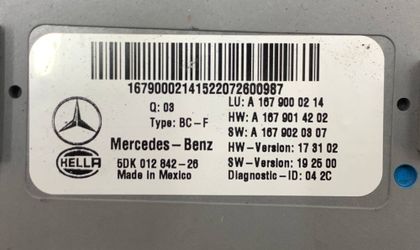 16790002141522072600987
Q: 03
Type: BC-F
Mercedes-Benz
HELLA
5DK 012 842-26
Made in Mexico
LU: A 167 900 02 14
HW: A 167 901 42 02
SW: A 167 902 03 07
HW-Version: 17 31 02
SW-Version: 19 25 00
Diagnostic-ID: 04 2C